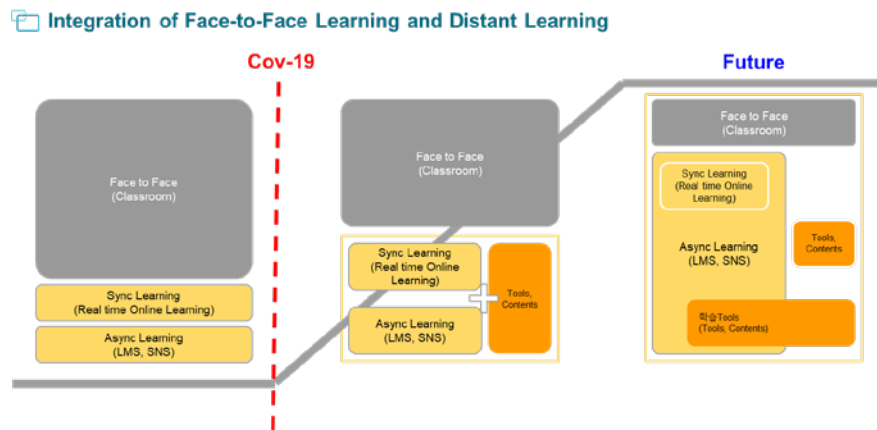 Integration of Face-to-Face Learning and Distant Learning
Cov-19
Future
Face to Face
(Classroom)
Sync Learning
(Real time Online Learning)
Async Learning
(LMS, SNS)
Face to Face
(Classroom)
Sync Learning
(Real time Online
Learning)
Async Learning
(LMS, SNS)
Tools,
Contents
Face to Face
(Classroom)
Sync Learning
(Real time Online
Learning)
Async Learning
(LMS, SNS)
Tools,
Contents
학습Tools
(Tools, Contents)